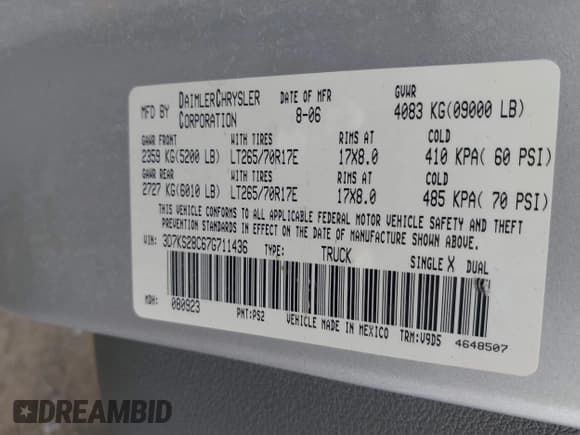 MFD BY DAIMLERCHRYSLER CORPORATION DATE OF MFR 8-06 GVWR 4083 KG(09000 LB)
GAWR FRONT WITH TIRES RIMS AT COLD
2359 KG(5200 LB) LT265/70R17E 17X8.0 410 KPA( 60 PSI)
GAWR REAR WITH TIRES RIMS AT COLD
2727 KG(6010 LB) LT265/70R17E 17X8.0 485 KPA( 70 PSI)
THIS VEHICLE CONFORMS TO ALL APPLICABLE FEDERAL MOTOR VEHICLE SAFETY AND THEFT
PREVENTION STANDARDS IN EFFECT ON THE DATE OF MANUFACTURE SHOWN ABOVE.
VIN: 3D7KS28C67G711436 TYPE: TRUCK SINGLE X DUAL
MDH: 080923 PNT:PS2 VEHICLE MADE IN MEXICO TRM:V9D5 4648507
DREAMBID